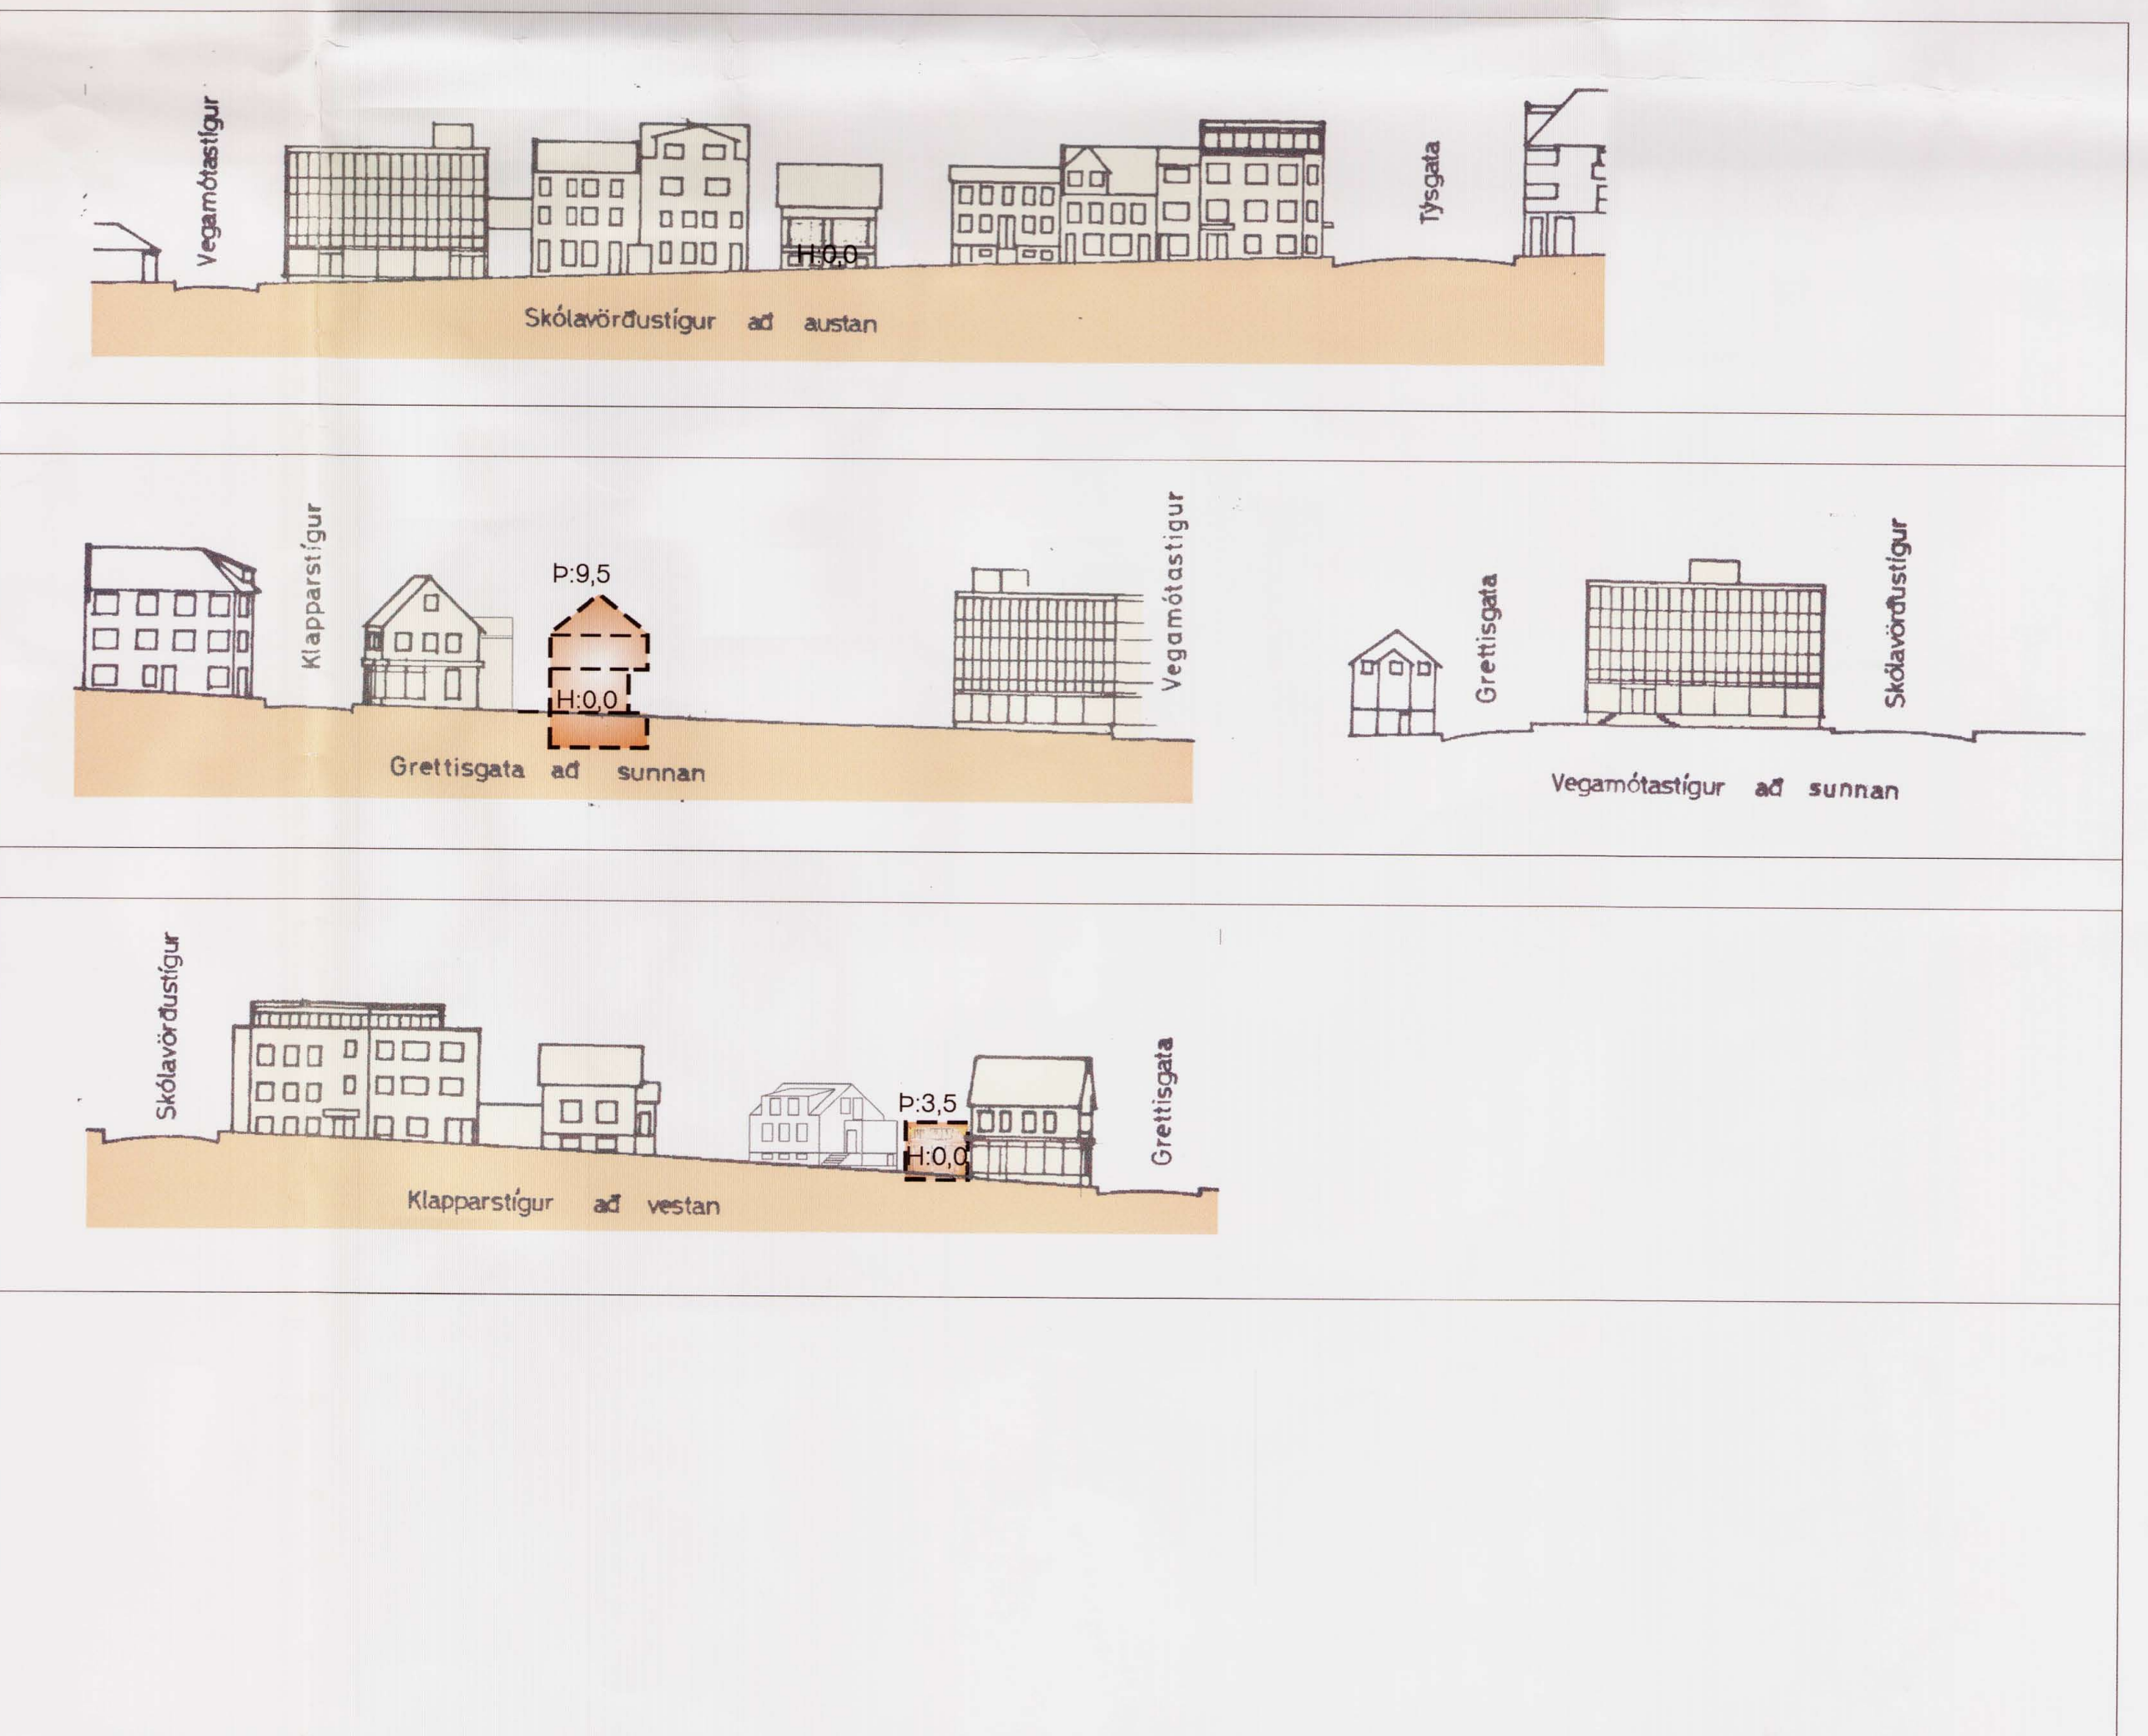 Vegamótastígur
Týsgata
H:0,0
Skólavörðustígur að austan
Klapparstígur
Þ:9,5
H:0,0
Vegamótastígur
Grettisgata að sunnan
Grettisgata
Skólavörðustígur
Vegamótastígur að sunnan
Skólavörðustígur
Þ:3,5
H:0,0
Grettisgata
Klapparstígur að vestan